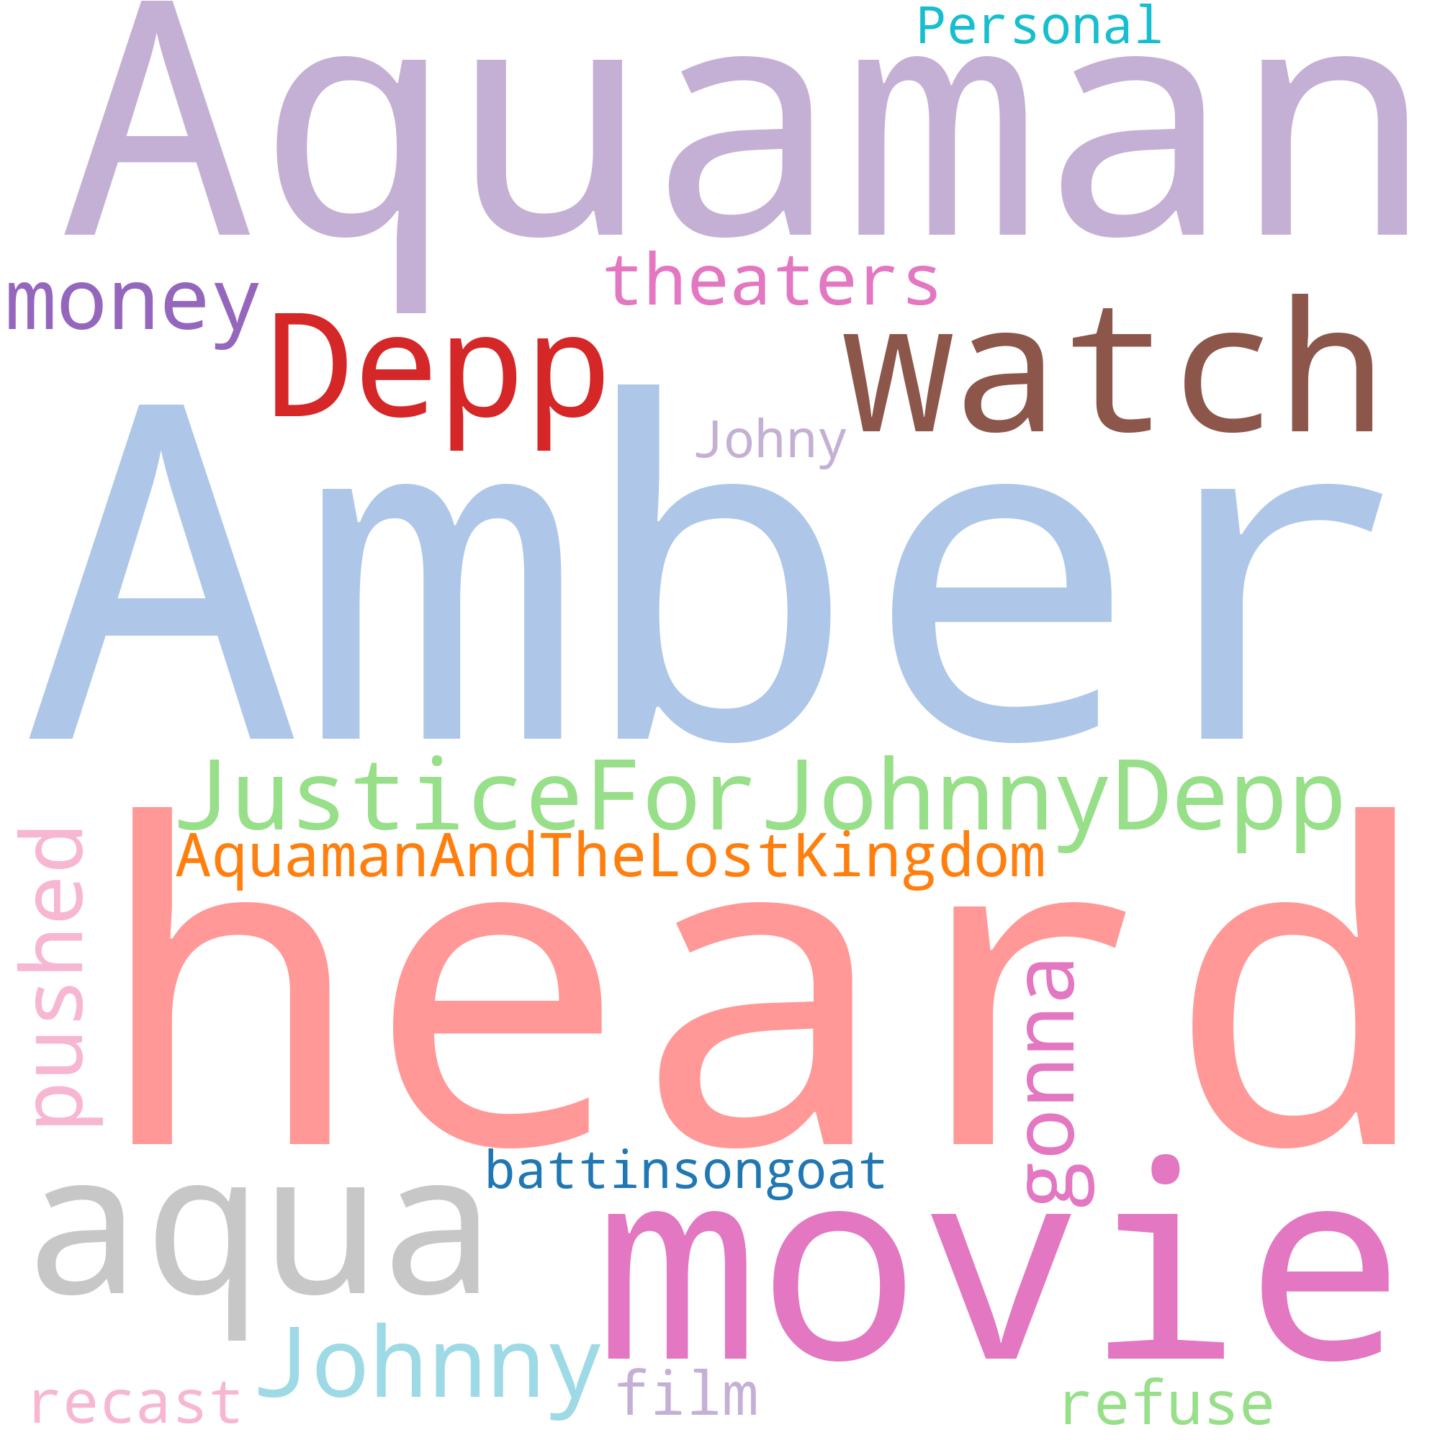 Personal
Aquaman
theaters
money
Depp
watch
Johny
Amber
JusticeForJohnnyDepp
AquamanAndTheLostKingdom
pushed
heard
gonna
battinsongoat
aqua
movie
Johnny
film
recast
refuse